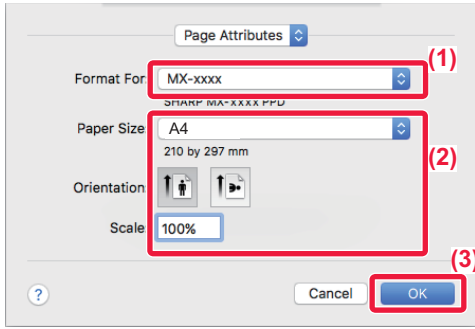 Page Attributes
(1)
Format For: MX-xxxx
SHARP MX-xxxx PPD
Paper Size: A4
210 by 297 mm
(2)
Orientation:
Scale: 100%
(3)
? Cancel OK